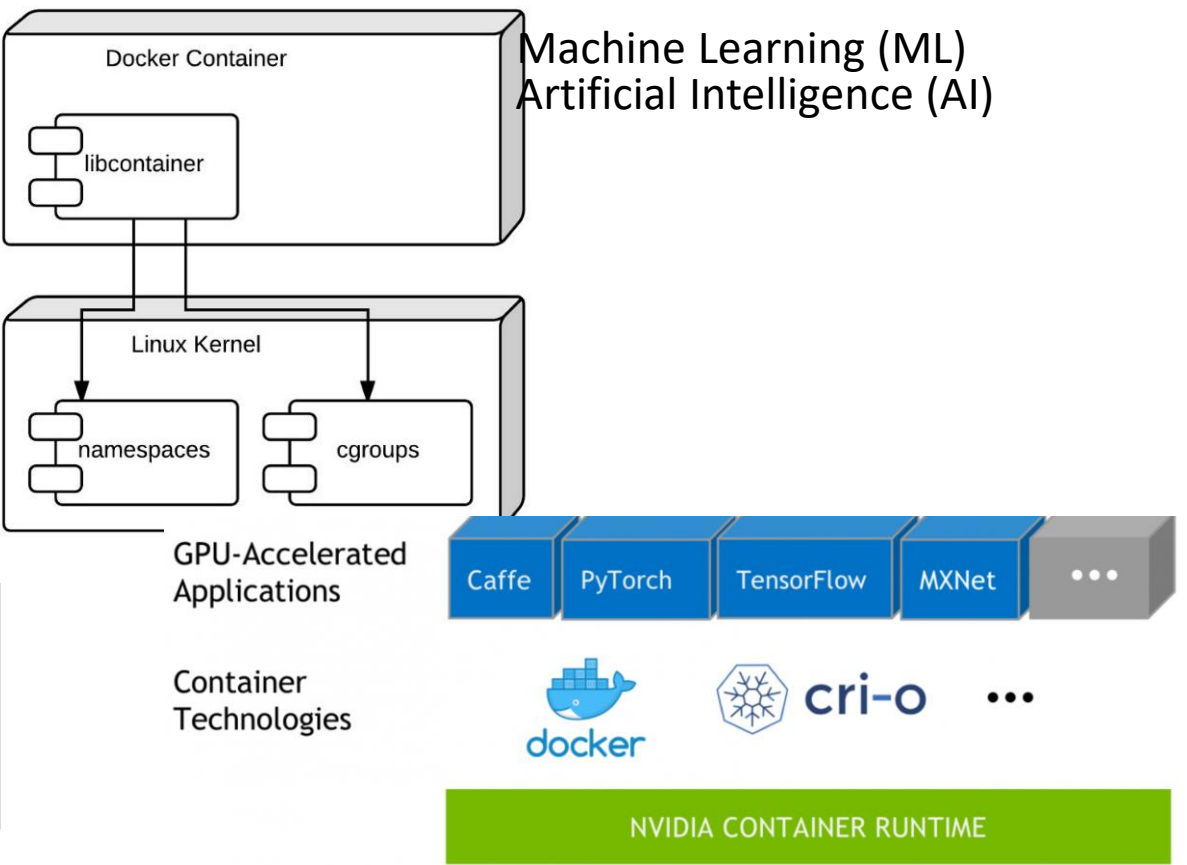 Docker Container
Machine Learning (ML)
Artificial Intelligence (AI)
libcontainer
Linux Kernel
namespaces
cgroups
GPU-Accelerated
Applications
Caffe
PyTorch
TensorFlow
MXNet
•••
Container
Technologies
docker
cri-o
•••
NVIDIA CONTAINER RUNTIME